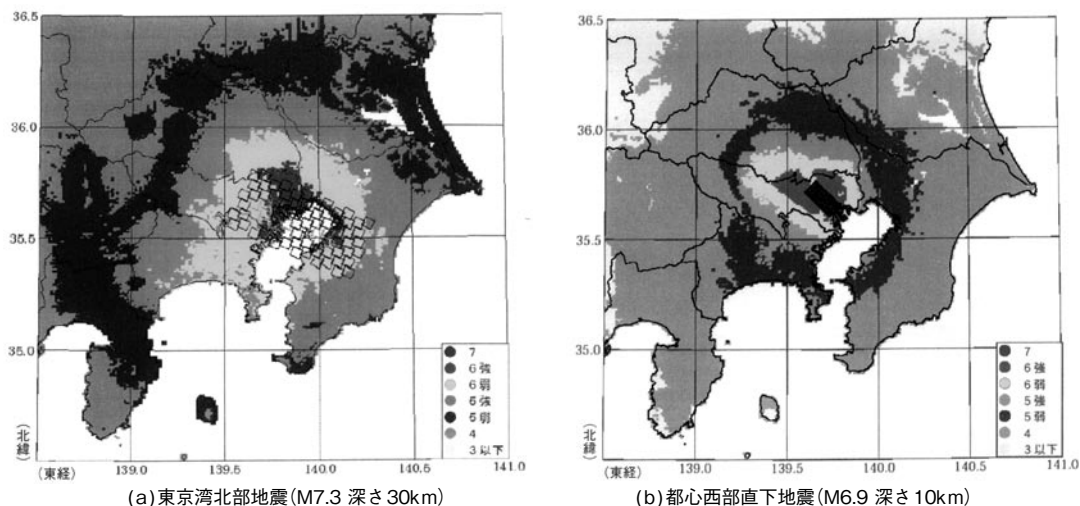 36.5
36.0
35.5
35.0
(北緯)
(東経)
139.0
139.5
140.0
140.5
141.0
7
6強
6弱
5強
5弱
4
3以下
(a)東京湾北部地震(M7.3 深さ30km)
36.5
36.0
35.5
35.0
(北緯)
(東経)
139.0
139.5
140.0
140.5
141.0
7
6強
6弱
5強
5弱
4
3以下
(b)都心西部直下地震(M6.9 深さ10km)